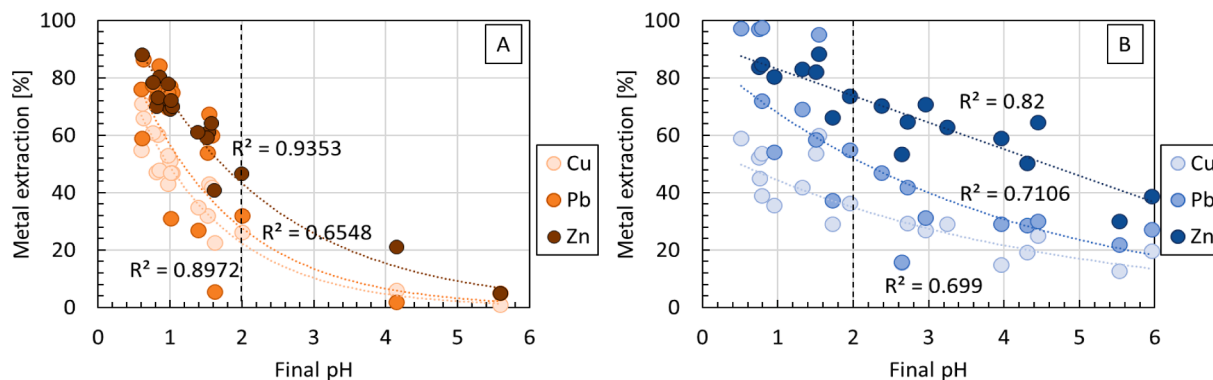 A
Metal extraction [%]
100
80
60
40
20
0
R² = 0.9353
R² = 0.6548
R² = 0.8972
Cu
Pb
Zn
0 1 2 3 4 5 6
Final pH
B
Metal extraction [%]
100
80
60
40
20
0
R² = 0.82
R² = 0.7106
R² = 0.699
Cu
Pb
Zn
0 1 2 3 4 5 6
Final pH